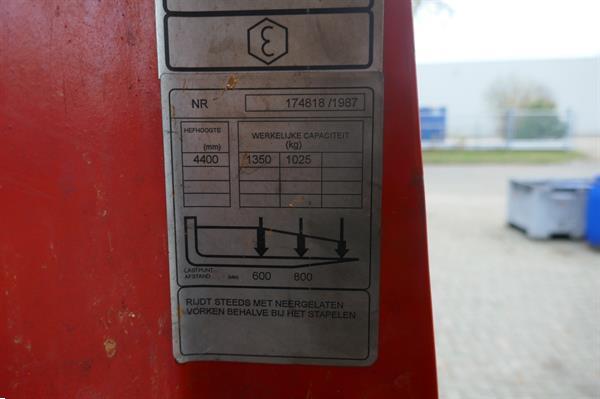 NR 174818 /1987
HEFHOOGTE WERKELIJKE CAPACITEIT
(mm) (kg)
4400 1350 1025
LASTPUNT
AFSTAND (mm) 600 800
RIJDT STEEDS MET NEERGELATEN
VORKEN BEHALVE BIJ HET STAPELEN